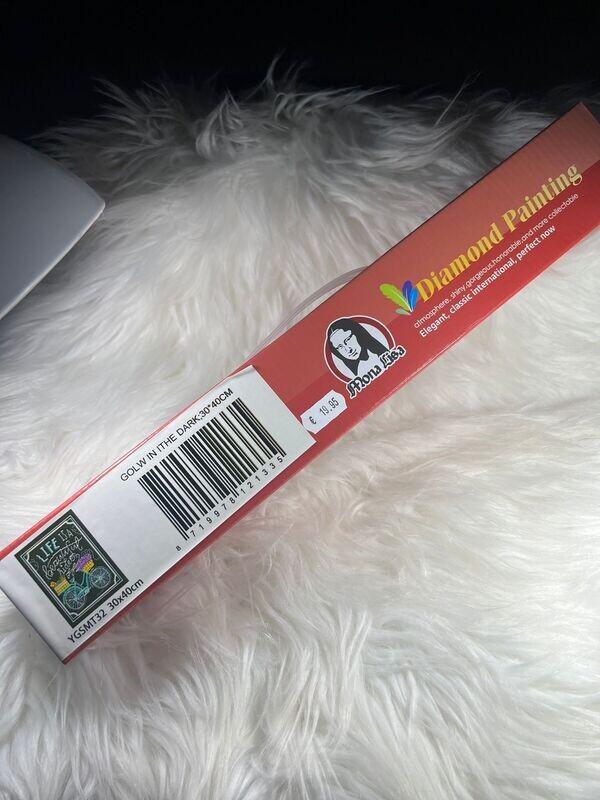 Diamond Painting
atmosphere, shiny,gorgeous,honorable,and more collectable
Elegant, classic international, perfect now
Mona Lisa
€ 19.95
GOLW IN ITHE DARK:30*40CM
8 719978 121335
LIFE IS A
beautiful
YGSMT32 30x40cm